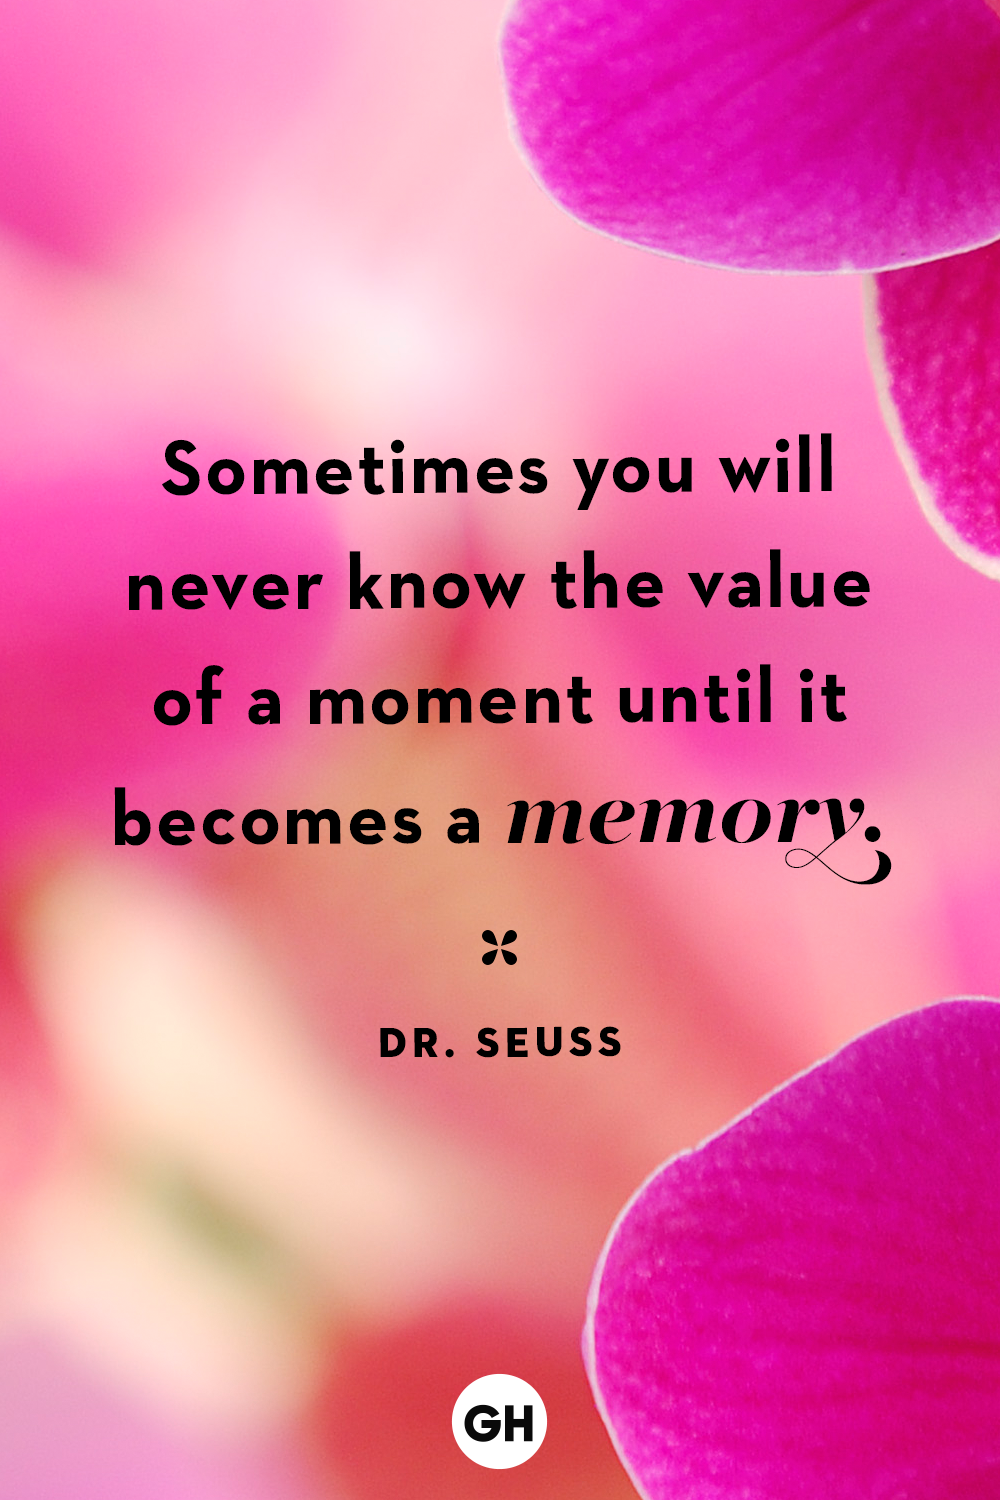 Sometimes you will
never know the value
of a moment until it
becomes a memory.
DR. SEUSS
GH